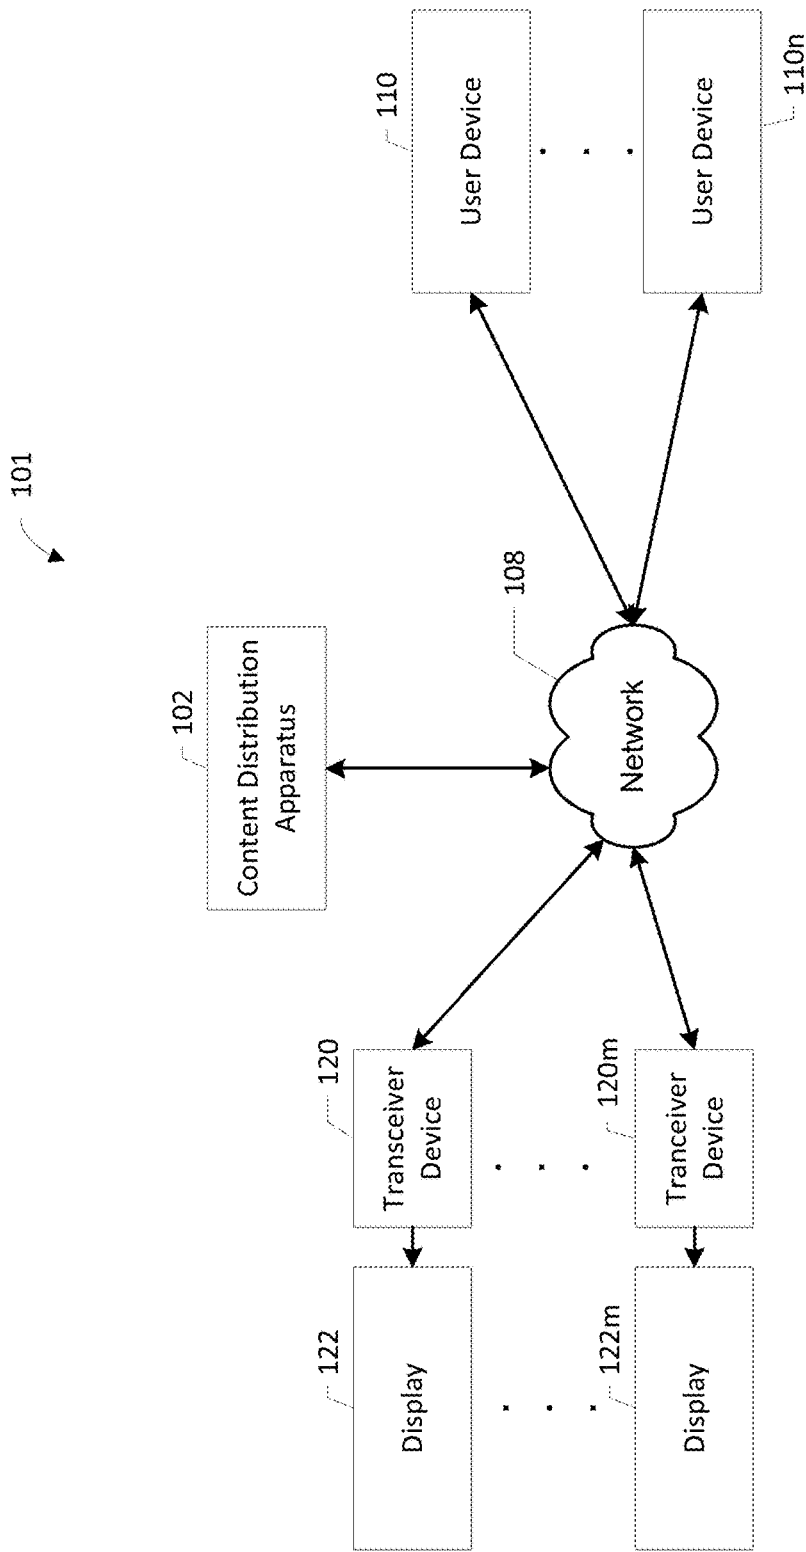 101
102
Content Distribution
Apparatus
108
Network
120
Transceiver
Device
122
Display
120m
Tranceiver
Device
122m
Display
110
User Device
110n
User Device